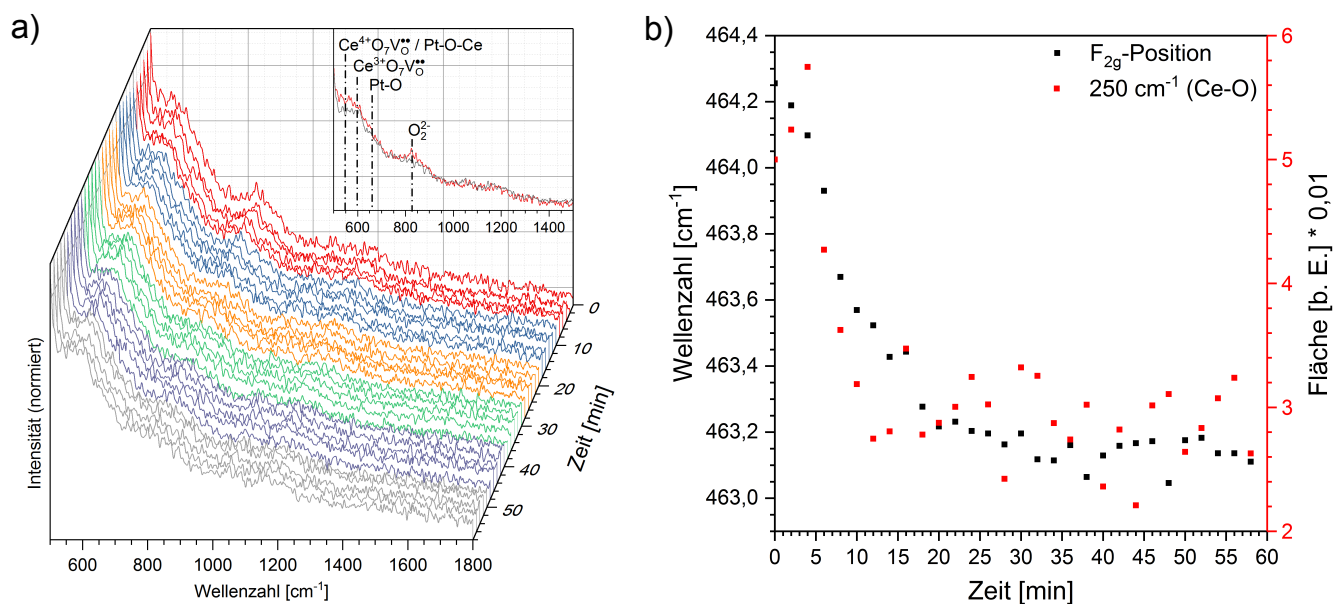 a)
Ce⁴⁺O₇V_O^•• / Pt-O-Ce
Ce³⁺O₇V_O^••
Pt-O
O₂²⁻
600 800 1000 1200 1400
Intensität (normiert)
0
10
20
30
40
50
Zeit [min]
600 800 1000 1200 1400 1600 1800
Wellenzahl [cm⁻¹]
b)
F₂g-Position
250 cm⁻¹ (Ce-O)
464,4
464,2
464,0
463,8
463,6
463,4
463,2
463,0
Wellenzahl [cm⁻¹]
6
5
4
3
2
Fläche [b. E.] * 0,01
0 5 10 15 20 25 30 35 40 45 50 55 60
Zeit [min]